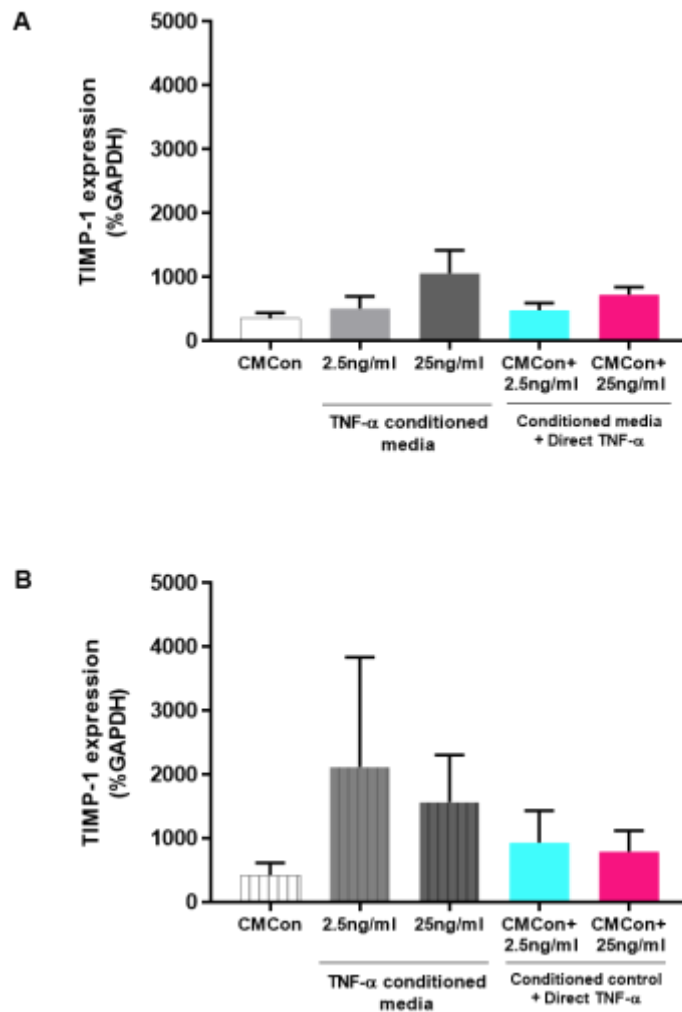 A
TIMP-1 expression
(%GAPDH)
5000
4000
3000
2000
1000
0
CMCon
2.5ng/ml
25ng/ml
CMCon+
2.5ng/ml
CMCon+
25ng/ml
TNF-α conditioned
media
Conditioned media
+ Direct TNF-α
B
TIMP-1 expression
(%GAPDH)
5000
4000
3000
2000
1000
0
CMCon
2.5ng/ml
25ng/ml
CMCon+
2.5ng/ml
CMCon+
25ng/ml
TNF-α conditioned
media
Conditioned control
+ Direct TNF-α